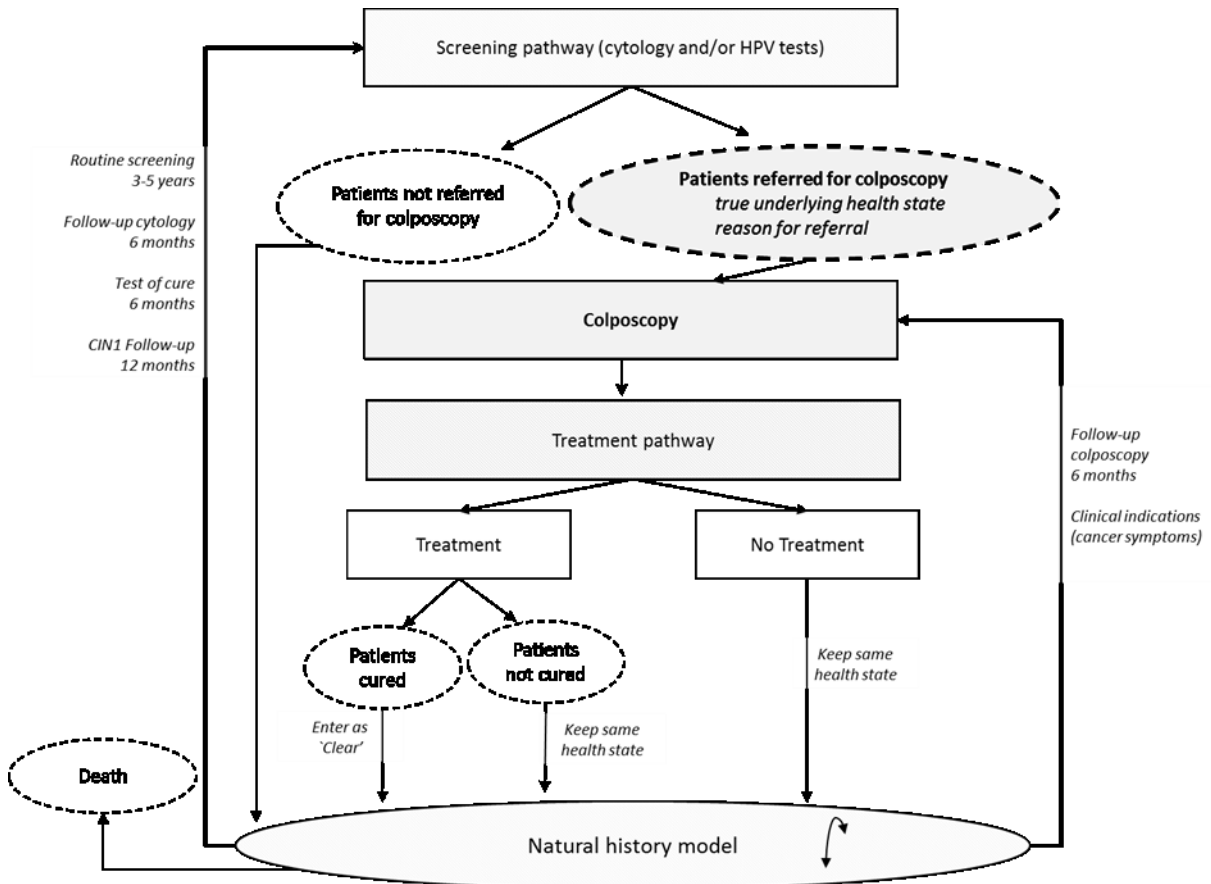 Screening pathway (cytology and/or HPV tests)
Routine screening
3-5 years
Follow-up cytology
6 months
Test of cure
6 months
CIN1 Follow-up
12 months
Patients not referred
for colposcopy
Patients referred for colposcopy
true underlying health state
reason for referral
Colposcopy
Treatment pathway
Follow-up
colposcopy
6 months
Clinical indications
(cancer symptoms)
Treatment
No Treatment
Patients
cured
Patients
not cured
Keep same
health state
Enter as
`Clear'
Keep same
health state
Death
Natural history model